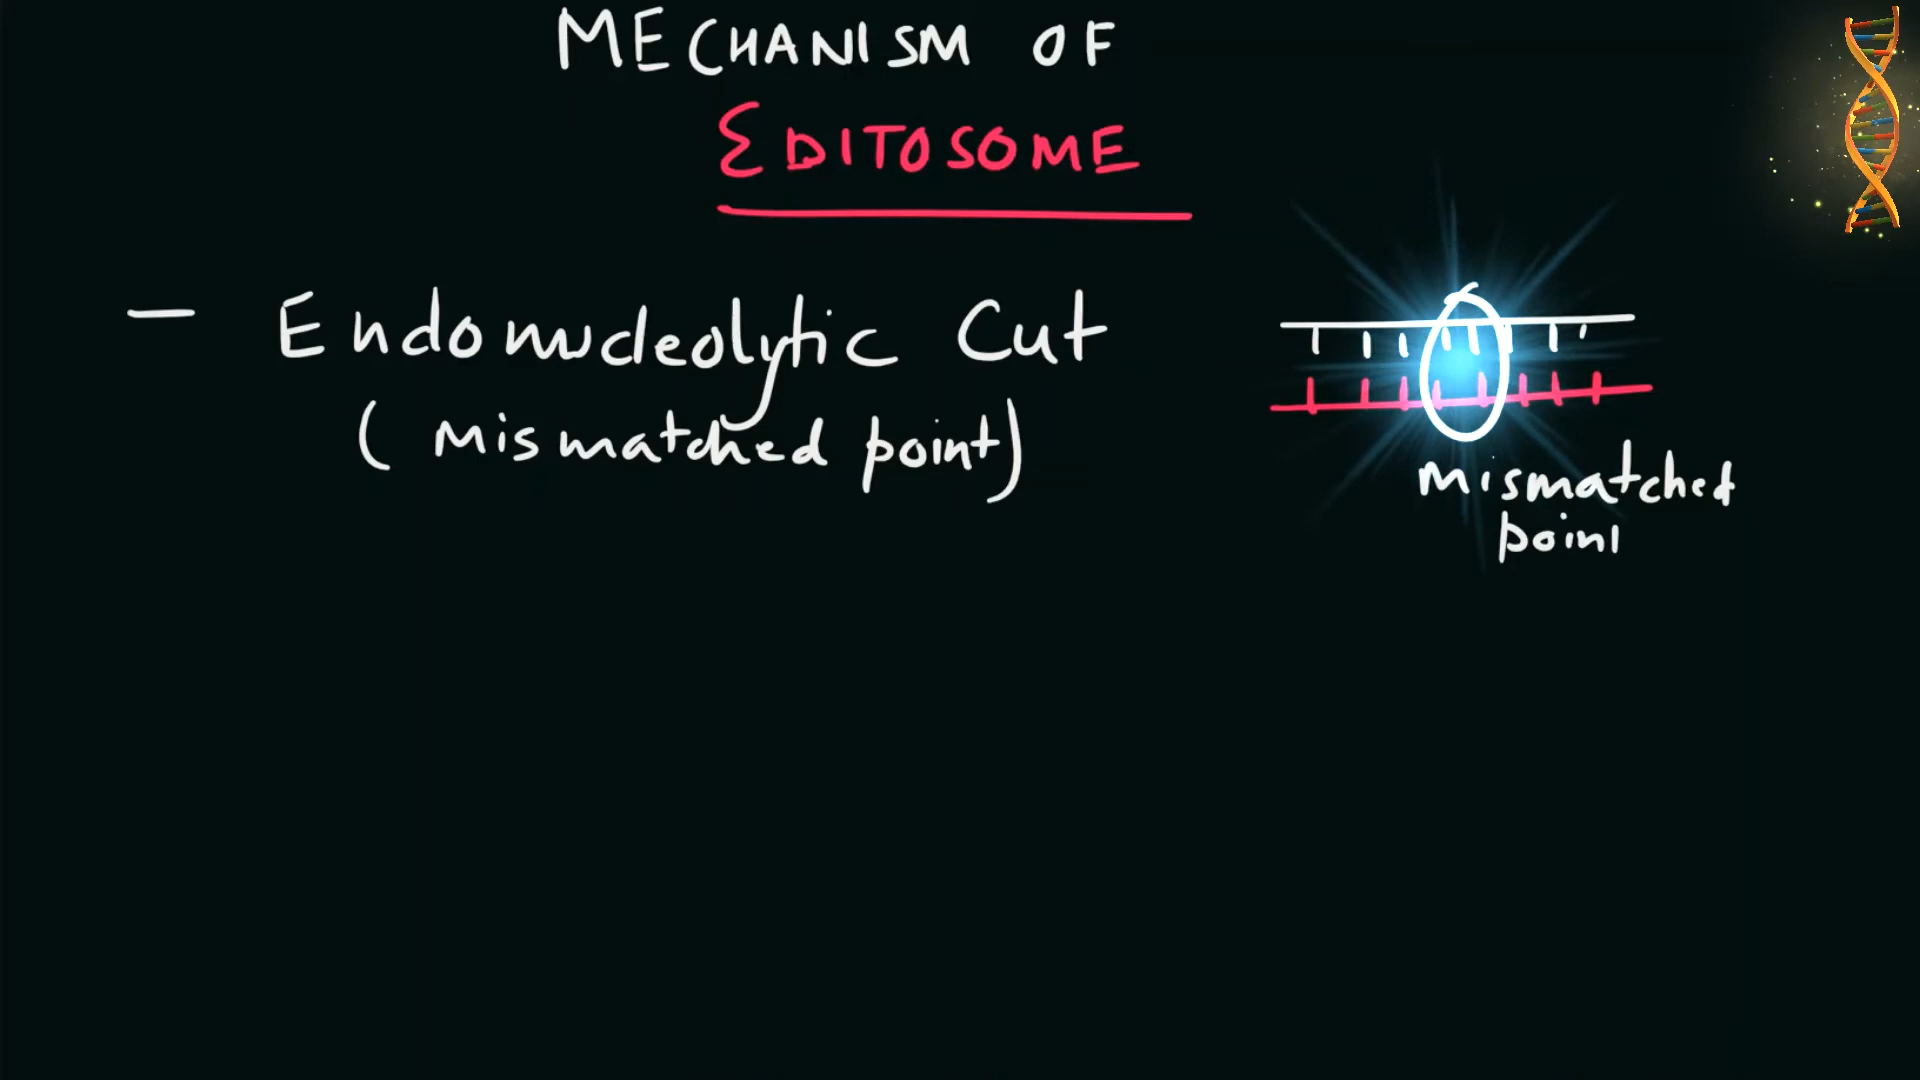 MECHANISM OF
EDITOSOME
- Endonucleolytic Cut
(Mismatched point)
Mismatched
point